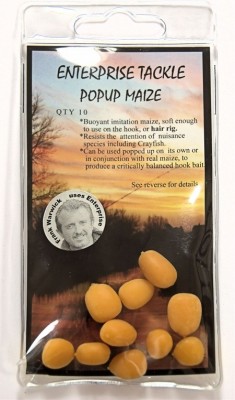 ENTERPRISE TACKLE
POPUP MAIZE
QTY 10
*Buoyant imitation maize, soft enough
to use on the hook, or hair rig.
*Resists the attention of nuisance
species including Crayfish.
*Can be used popped up on its own or
in conjunction with real maize, to
produce a critically balanced hook bait.
See reverse for details
Frank Warwick uses Enterprise